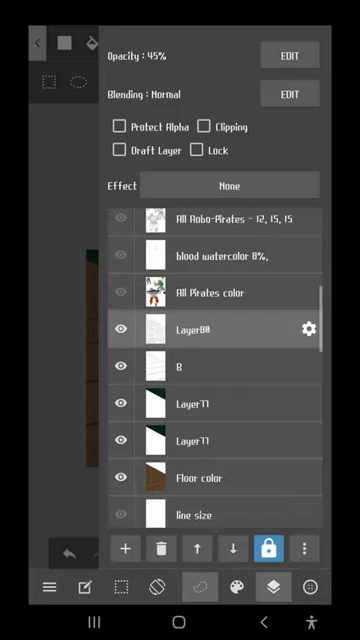 Opacity : 45% EDIT
Blending : Normal EDIT
Protect Alpha Clipping
Draft Layer Lock
Effect None
All Robo-Pirates - 12, 15, 15
blood watercolor 8%,
All Pirates color
Layer80
8
Layer77
Layer77
Floor color
line size